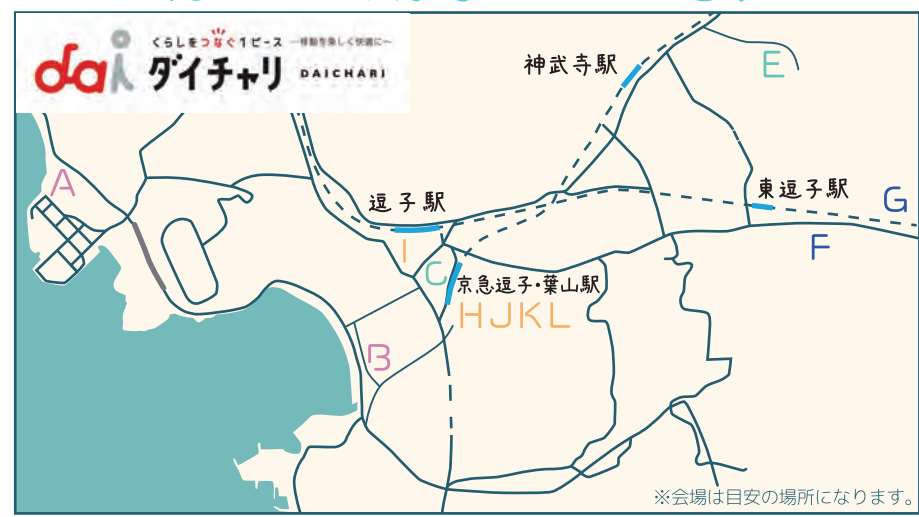 くらしをつなぐ1ピース ―移動を楽しく快適に―
dai ダイチャリ DAICHARI
神武寺駅
E
A
逗子駅
東逗子駅
G
I
F
C
京急逗子・葉山駅
HJKL
B
※会場は目安の場所になります。